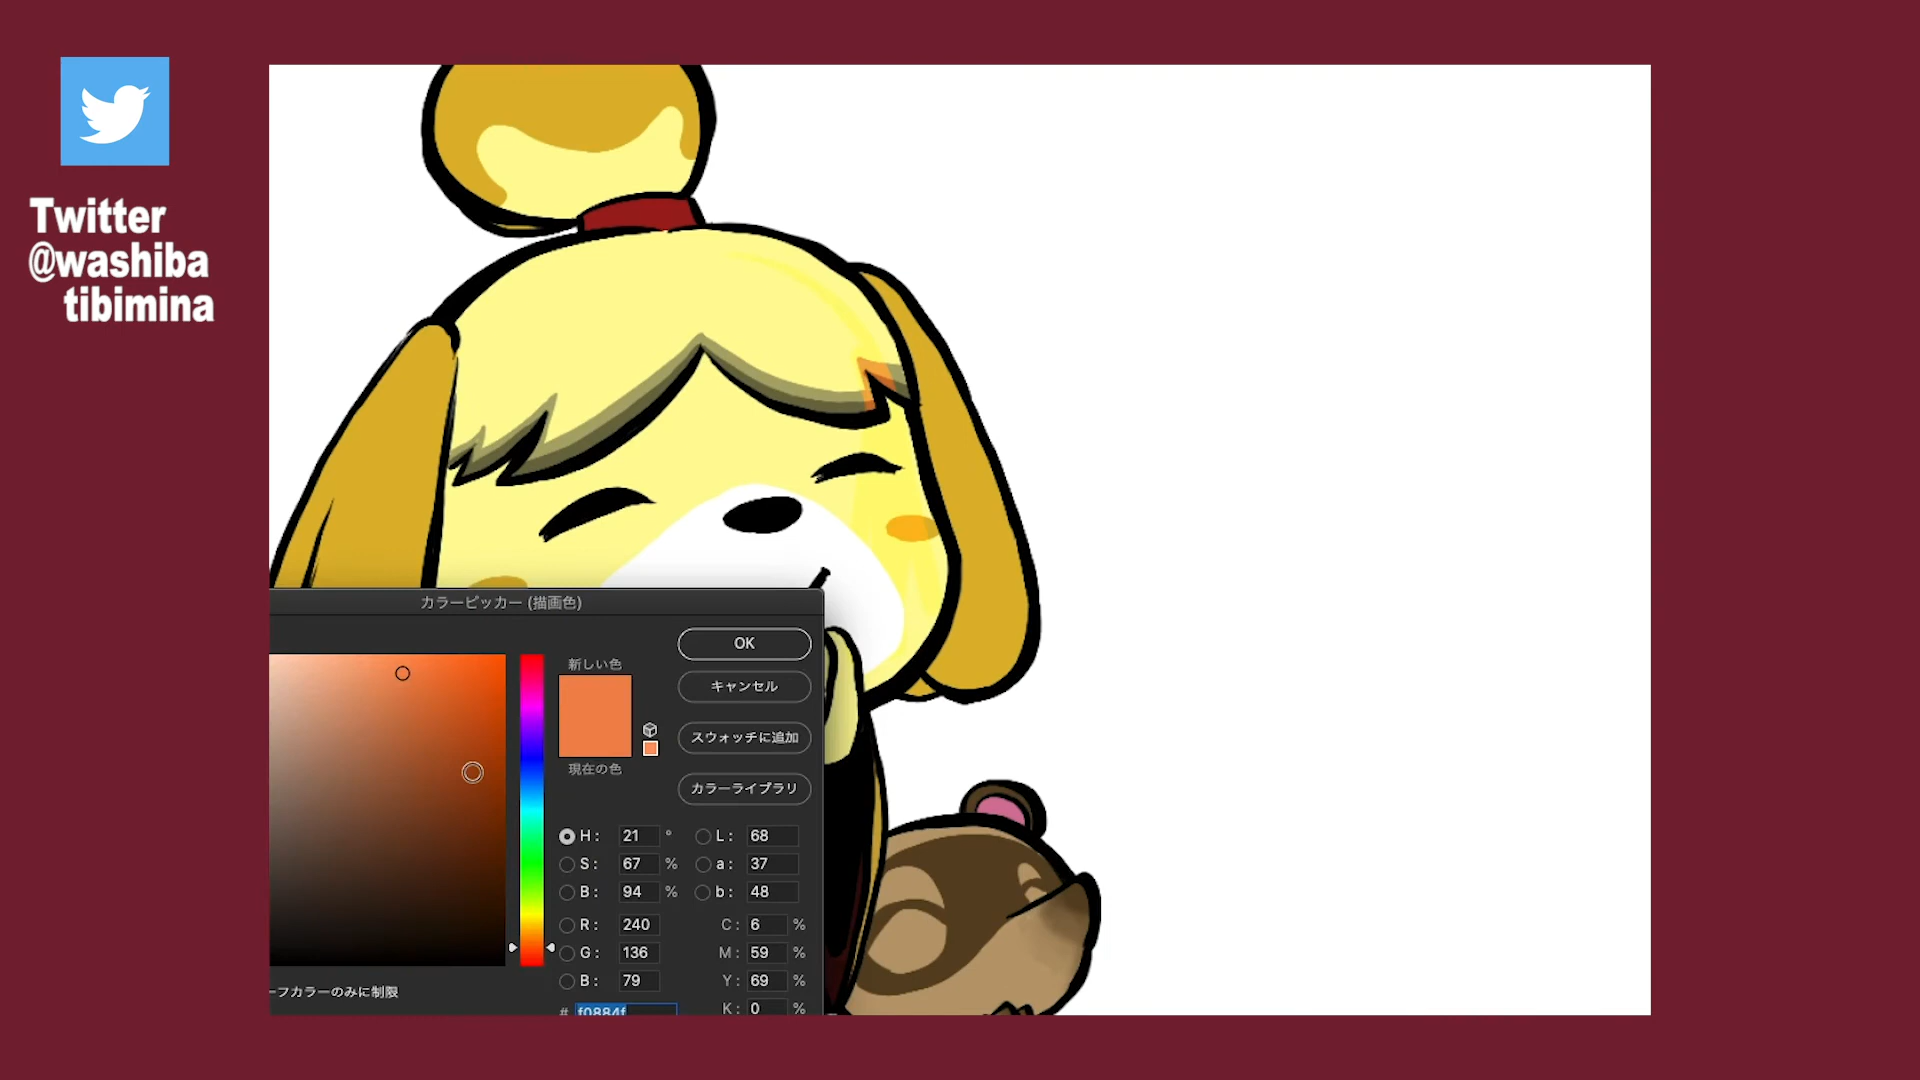 Twitter
@washiba
tibimina
カラーピッカー (描画色)
OK
新しい色
キャンセル
スウォッチに追加
現在の色
カラーライブラリ
H: 21 °
L: 68
S: 67 %
a: 37
B: 94 %
b: 48
R: 240
C: 6 %
G: 136
M: 59 %
B: 79
Y: 69 %
ーフカラーのみに制限
# f0884f
K: 0 %